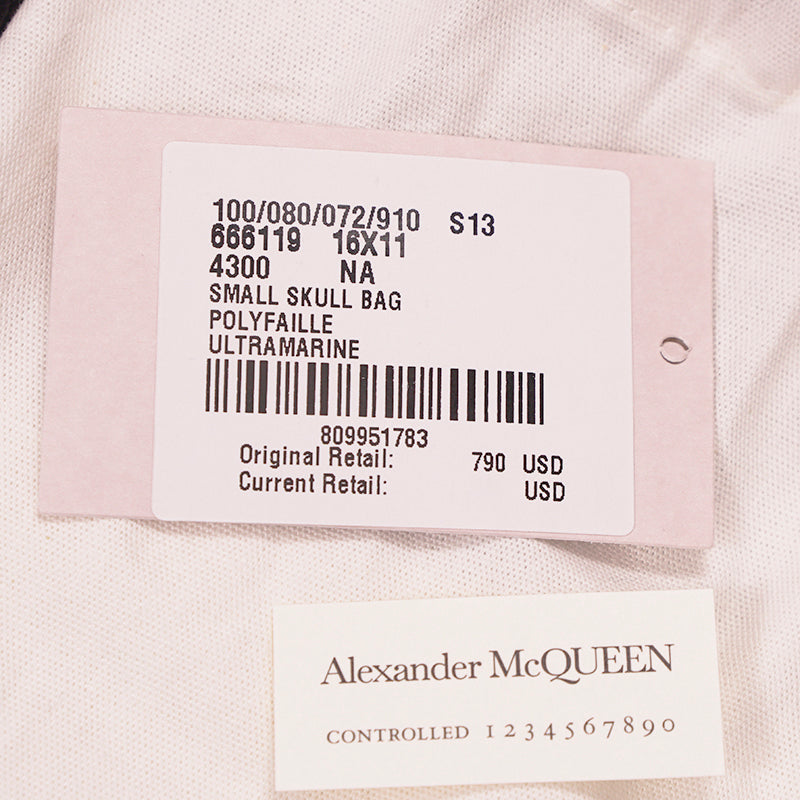 100/080/072/910 S13
666119 16X11
4300 NA
SMALL SKULL BAG
POLYFAILLE
ULTRAMARINE
809951783
Original Retail: 790 USD
Current Retail: USD
Alexander McQUEEN
CONTROLLED 1234567890